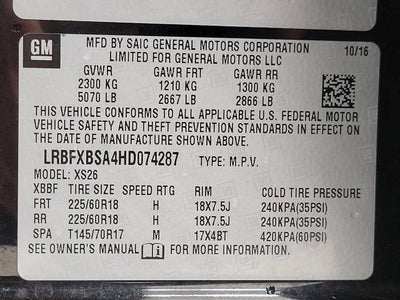 GM
MFD BY SAIC GENERAL MOTORS CORPORATION 10/16
LIMITED FOR GENERAL MOTORS LLC
GVWR GAWR FRT GAWR RR
2300 KG 1210 KG 1300 KG
5070 LB 2667 LB 2866 LB
THIS VEHICLE CONFORMS TO ALL APPLICABLE U.S. FEDERAL MOTOR
VEHICLE SAFETY AND THEFT PREVENTION STANDARDS IN EFFECT ON
THE DATE OF MANUFACTURE SHOWN ABOVE.
LRBFXBSA4HD074287 TYPE: M.P.V.
MODEL: XS26
XBBF TIRE SIZE SPEED RTG RIM COLD TIRE PRESSURE
FRT 225/60R18 H 18X7.5J 240KPA(35PSI)
RR 225/60R18 H 18X7.5J 240KPA(35PSI)
SPA T145/70R17 M 17X4BT 420KPA(60PSI)
SEE OWNER'S MANUAL FOR MORE INFORMATION